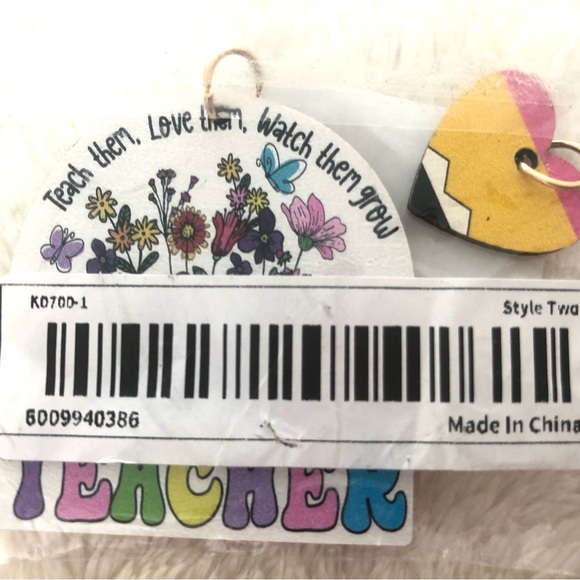 Teach them, Love them, Watch them grow
K0700-1
Style Two
6009940386
Made In China
TEACHER